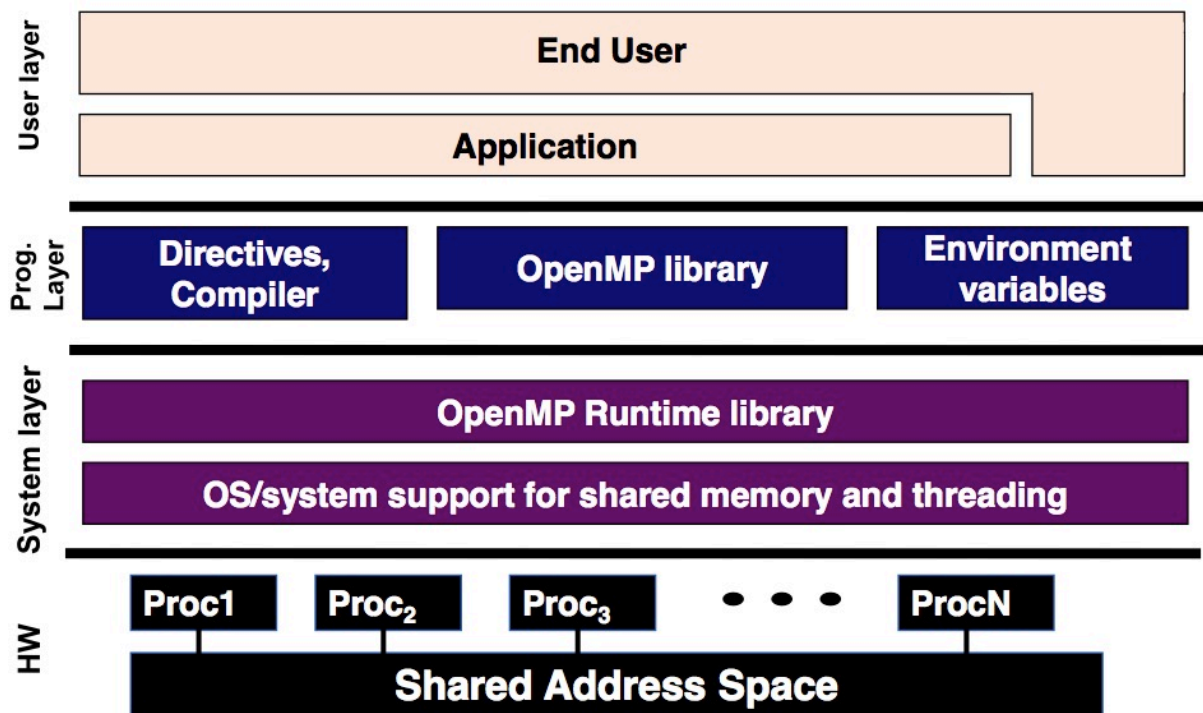 User layer
End User
Application
Prog.
Layer
Directives,
Compiler
OpenMP library
Environment
variables
System layer
OpenMP Runtime library
OS/system support for shared memory and threading
HW
Proc1
Proc₂
Proc₃
ProcN
Shared Address Space